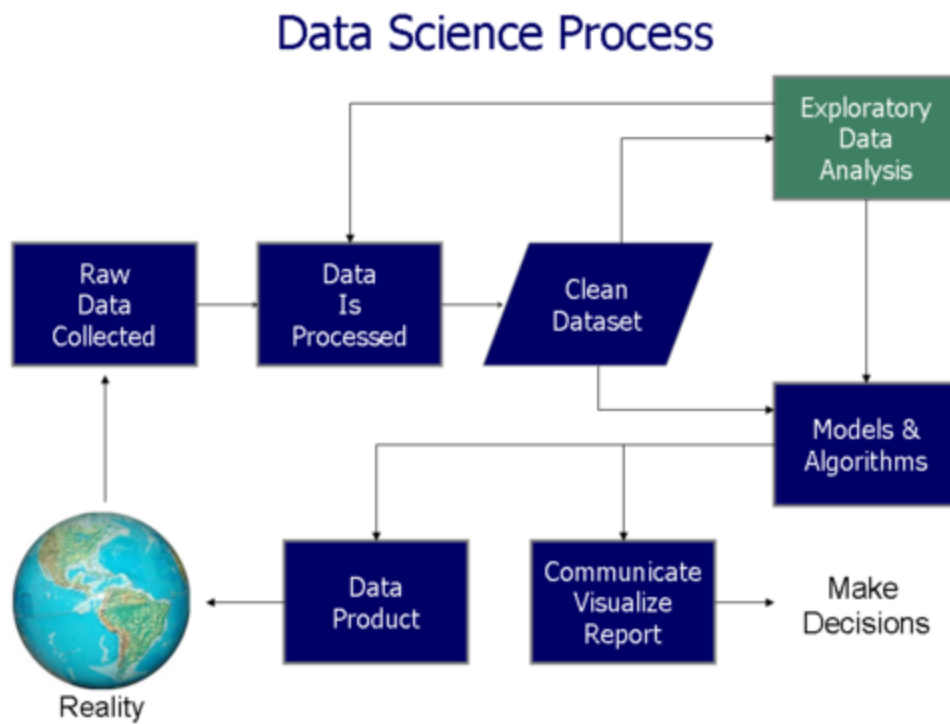 Data Science Process
Exploratory
Data
Analysis
Raw
Data
Collected
Data
Is
Processed
Clean
Dataset
Models &
Algorithms
Data
Product
Communicate
Visualize
Report
Make
Decisions
Reality